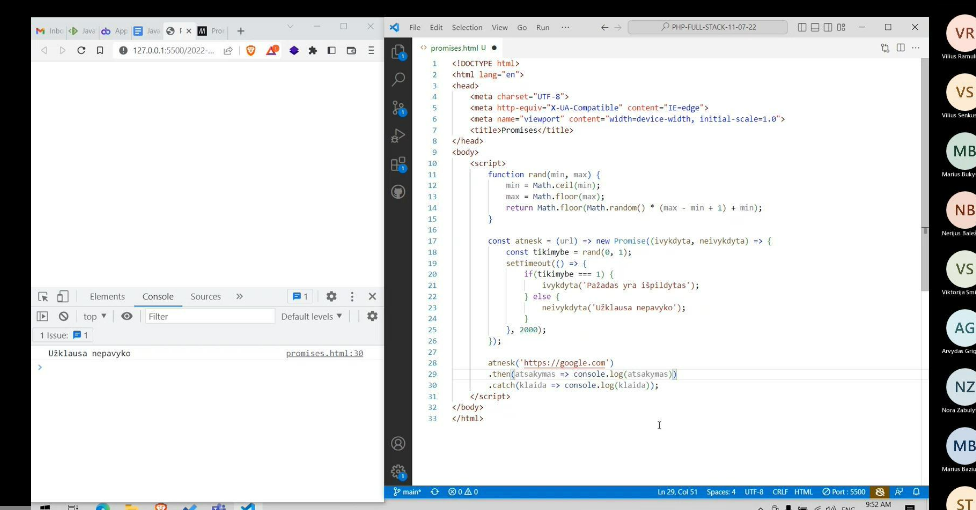 Inb
Java
App
Java
F
Pro
127.0.0.1:5500/2022-...
Elements
Console
Sources
»
1
top
Filter
Default levels
1 Issue:
1
Užklausa nepavyko
promises.html:30
File
Edit
Selection
View
Go
Run
...
PHP-FULL-STACK-11-07-22
promises.html U
1 <!DOCTYPE html>
2 <html lang="en">
3 <head>
4 <meta charset="UTF-8">
5 <meta http-equiv="X-UA-Compatible" content="IE=edge">
6 <meta name="viewport" content="width=device-width, initial-scale=1.0">
7 <title>Promises</title>
8 </head>
9 <body>
10 <script>
11 function rand(min, max) {
12 min = Math.ceil(min);
13 max = Math.floor(max);
14 return Math.floor(Math.random() * (max - min + 1) + min);
15 }
16
17 const atnesk = (url) => new Promise((ivykdyta, neivykdyta) => {
18 const tikimybe = rand(0, 1);
19 setTimeout(() => {
20 if(tikimybe === 1) {
21 ivykdyta('Pažadas yra išpildytas');
22 } else {
23 neivykdyta('Užklausa nepavyko');
24 }
25 }, 2000);
26 });
27
28 atnesk('https://google.com')
29 .then(atsakymas => console.log(atsakymas))
30 .catch(klaida => console.log(klaida));
31 </script>
32 </body>
33 </html>
main*
0
0
Ln 29, Col 51
Spaces: 4
UTF-8
CRLF
HTML
Port : 5500
ENG
9:52 AM
VR
Vilius Ramuli
VS
Vilius Senkus
MB
Marius Buky
NB
Nerijus Bale
VS
Viktorija Smi
AG
Arvydas Grig
NZ
Nora Zabuley
MB
Marius Baziu
ST